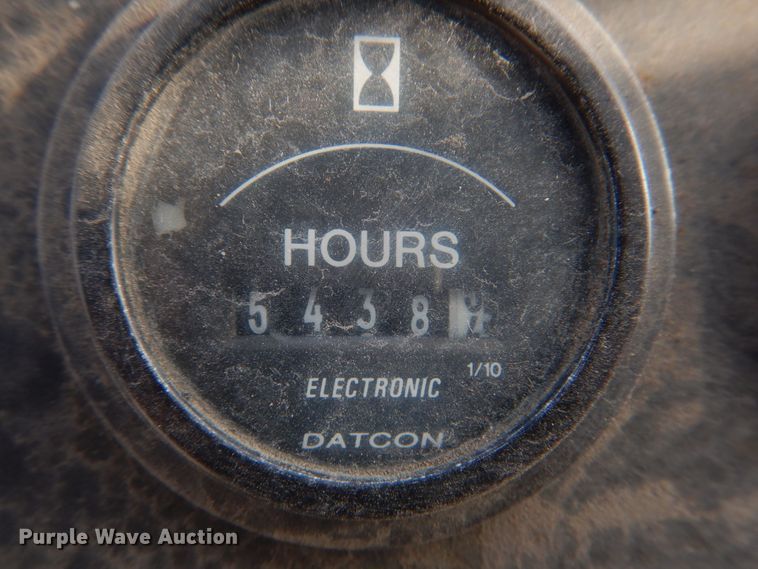 HOURS
5 4 3 8
1/10
ELECTRONIC
DATCON
Purple Wave Auction